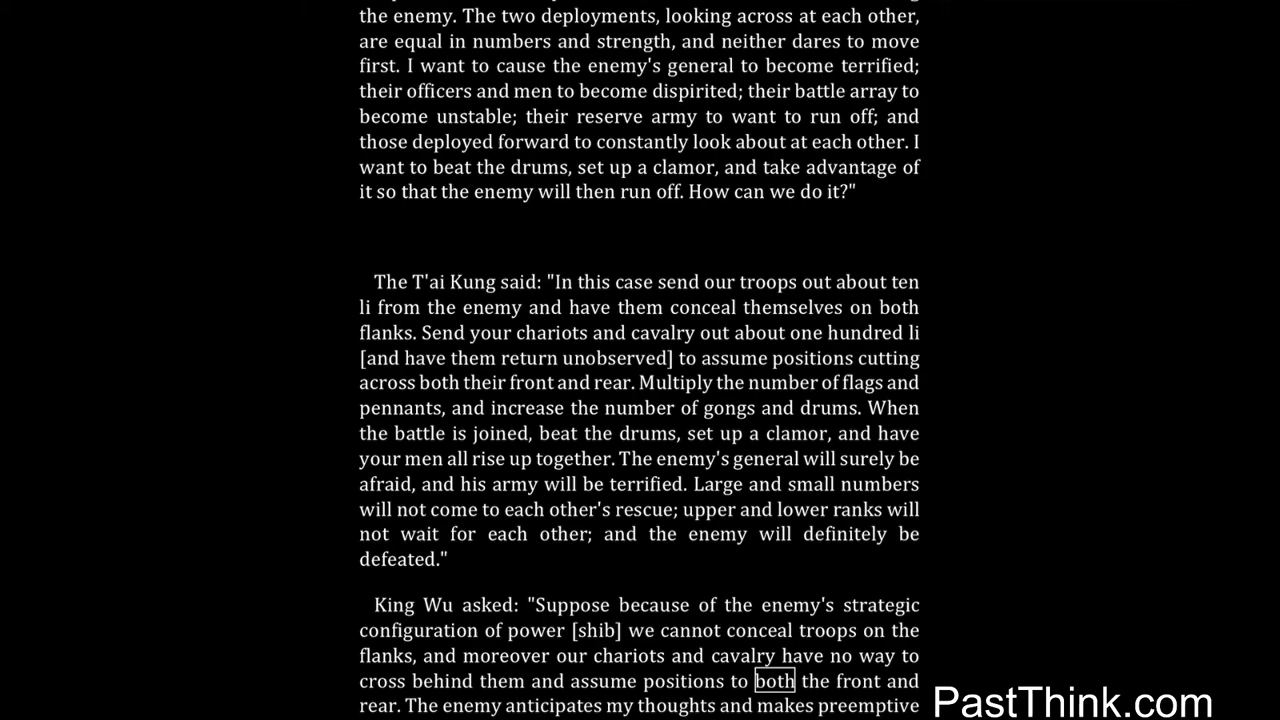 the enemy. The two deployments, looking across at each other,
are equal in numbers and strength, and neither dares to move
first. I want to cause the enemy's general to become terrified;
their officers and men to become dispirited; their battle array to
become unstable; their reserve army to want to run off; and
those deployed forward to constantly look about at each other. I
want to beat the drums, set up a clamor, and take advantage of
it so that the enemy will then run off. How can we do it?"
The T'ai Kung said: "In this case send our troops out about ten
li from the enemy and have them conceal themselves on both
flanks. Send your chariots and cavalry out about one hundred li
[and have them return unobserved] to assume positions cutting
across both their front and rear. Multiply the number of flags and
pennants, and increase the number of gongs and drums. When
the battle is joined, beat the drums, set up a clamor, and have
your men all rise up together. The enemy's general will surely be
afraid, and his army will be terrified. Large and small numbers
will not come to each other's rescue; upper and lower ranks will
not wait for each other; and the enemy will definitely be
defeated."
King Wu asked: "Suppose because of the enemy's strategic
configuration of power [shib] we cannot conceal troops on the
flanks, and moreover our chariots and cavalry have no way to
cross behind them and assume positions to both the front and
rear. The enemy anticipates my thoughts and makes preemptive
PastThink.com